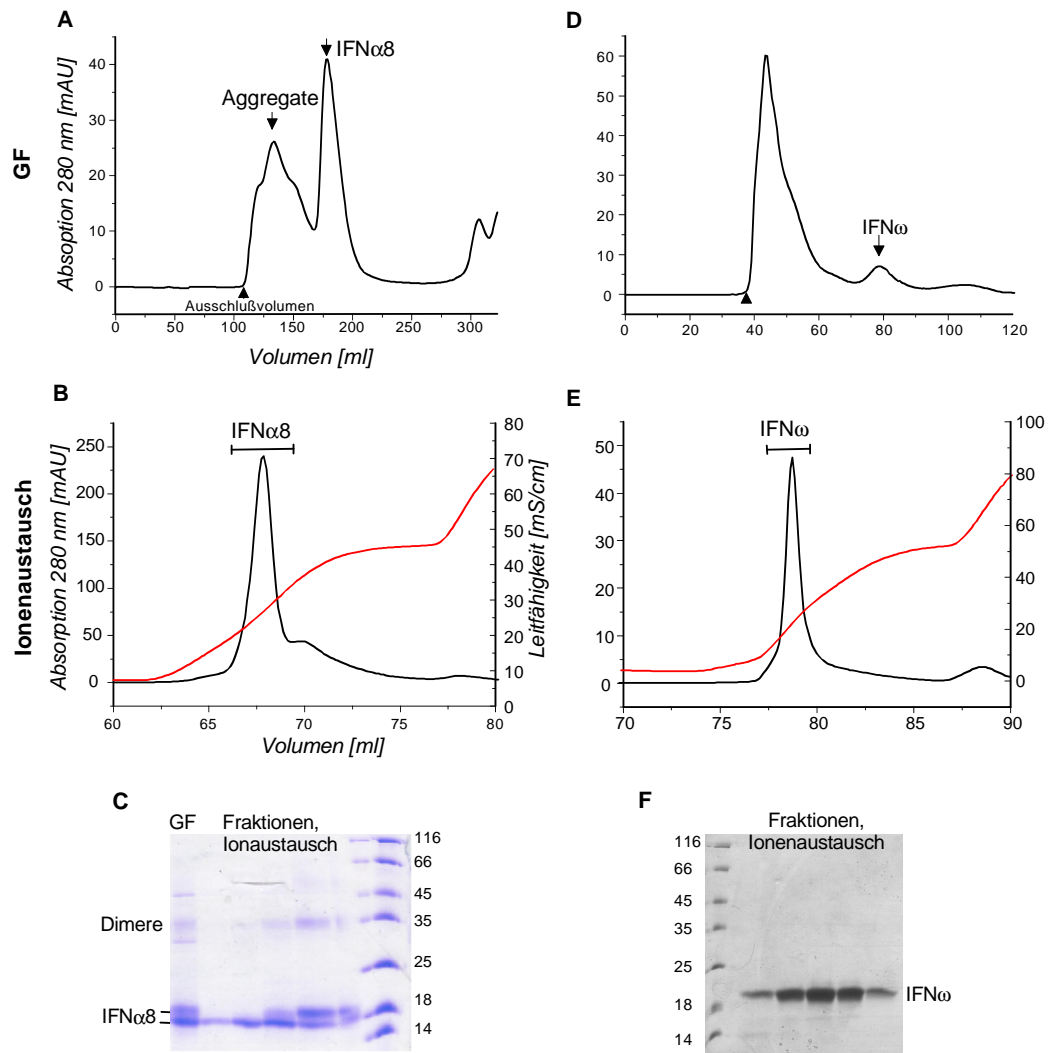 A
IFNα8
Aggregate
Ausschlußvolumen
40
30
20
10
0
0 50 100 150 200 250 300
Absoption 280 nm [mAU]
Volumen [ml]
GF
D
IFNω
60
50
40
30
20
10
0
0 20 40 60 80 100 120
B
IFNα8
250
225
150
100
50
0
60 65 70 75 80
80
70
60
50
40
30
20
10
0
Absorption 280 nm [mAU]
Leitfähigkeit [mS/cm]
Volumen [ml]
Ionenaustausch
E
IFNω
50
40
30
20
10
0
70 75 80 85 90
100
80
60
40
20
0
C
GF Fraktionen,
Ionaustausch
116
66
45
35
25
18
14
Dimere
IFNα8
F
Fraktionen,
Ionenaustausch
116
66
45
35
25
18
14
IFNω